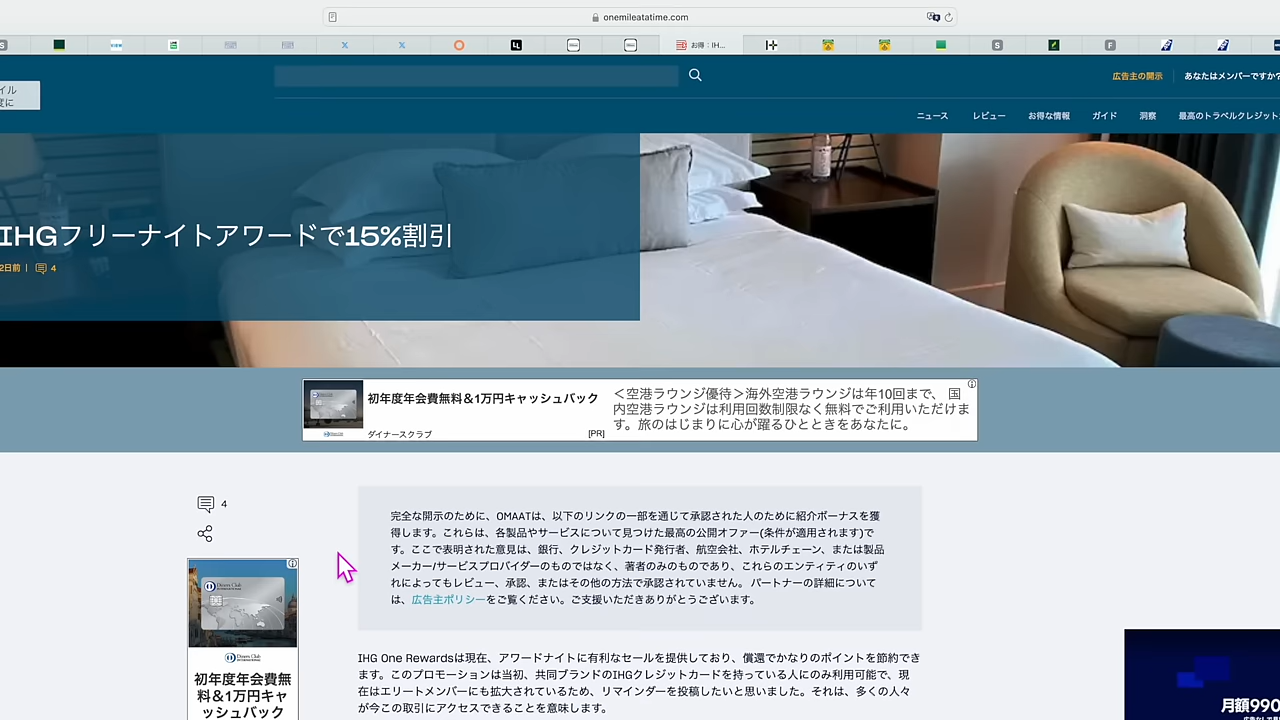 onemileatatime.com
お得：IH...
イル
度に
広告主の開示
あなたはメンバーですか?
ニュース
レビュー
お得な情報
ガイド
洞察
最高のトラベルクレジット
IHGフリーナイトアワードで15%割引
2日前 | 4
初年度年会費無料＆1万円キャッシュバック
ダイナースクラブ
[PR]
＜空港ラウンジ優待＞海外空港ラウンジは年10回まで、国
内空港ラウンジは利用回数制限なく無料でご利用いただけま
す。旅のはじまりに心が躍るひとときをあなたに。
4
完全な開示のために、OMAATは、以下のリンクの一部を通じて承認された人のために紹介ボーナスを獲
得します。これらは、各製品やサービスについて見つけた最高の公開オファー(条件が適用されます)で
す。ここで表明された意見は、銀行、クレジットカード発行者、航空会社、ホテルチェーン、または製品
メーカー/サービスプロバイダーのものではなく、著者のみのものであり、これらのエンティティのいず
れによってもレビュー、承認、またはその他の方法で承認されていません。 パートナーの詳細について
は、広告主ポリシーをご覧ください。ご支援いただきありがとうございます。
Diners Club
INTERNATIONAL
Diners Club
INTERNATIONAL
初年度年会費無
料＆1万円キャ
ッシュバック
IHG One Rewardsは現在、アワードナイトに有利なセールを提供しており、償還でかなりのポイントを節約でき
ます。このプロモーションは当初、共同ブランドのIHGクレジットカードを持っている人にのみ利用可能で、現
在はエリートメンバーにも拡大されているため、リマインダーを投稿したいと思いました。それは、多くの人々
が今この取引にアクセスできることを意味します。
月額990